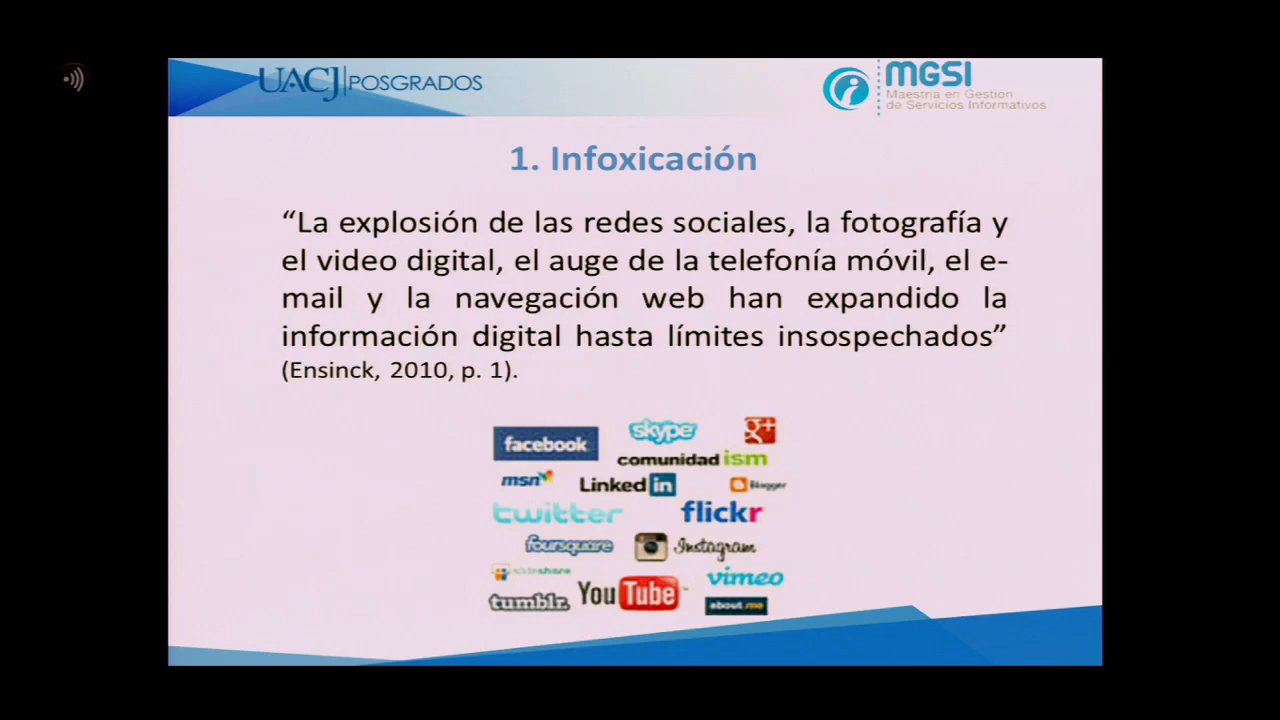 UACJ POSGRADOS
MGSI
Maestría en Gestión
de Servicios Informativos
1. Infoxicación
“La explosión de las redes sociales, la fotografía y
el video digital, el auge de la telefonía móvil, el e-
mail y la navegación web han expandido la
información digital hasta límites insospechados”
(Ensinck, 2010, p. 1).
facebook
skype
g+
comunidad ism
msn
Linked in
Blogger
twitter
flickr
foursquare
Instagram
slideshare
vimeo
tumblr.
YouTube
about.me